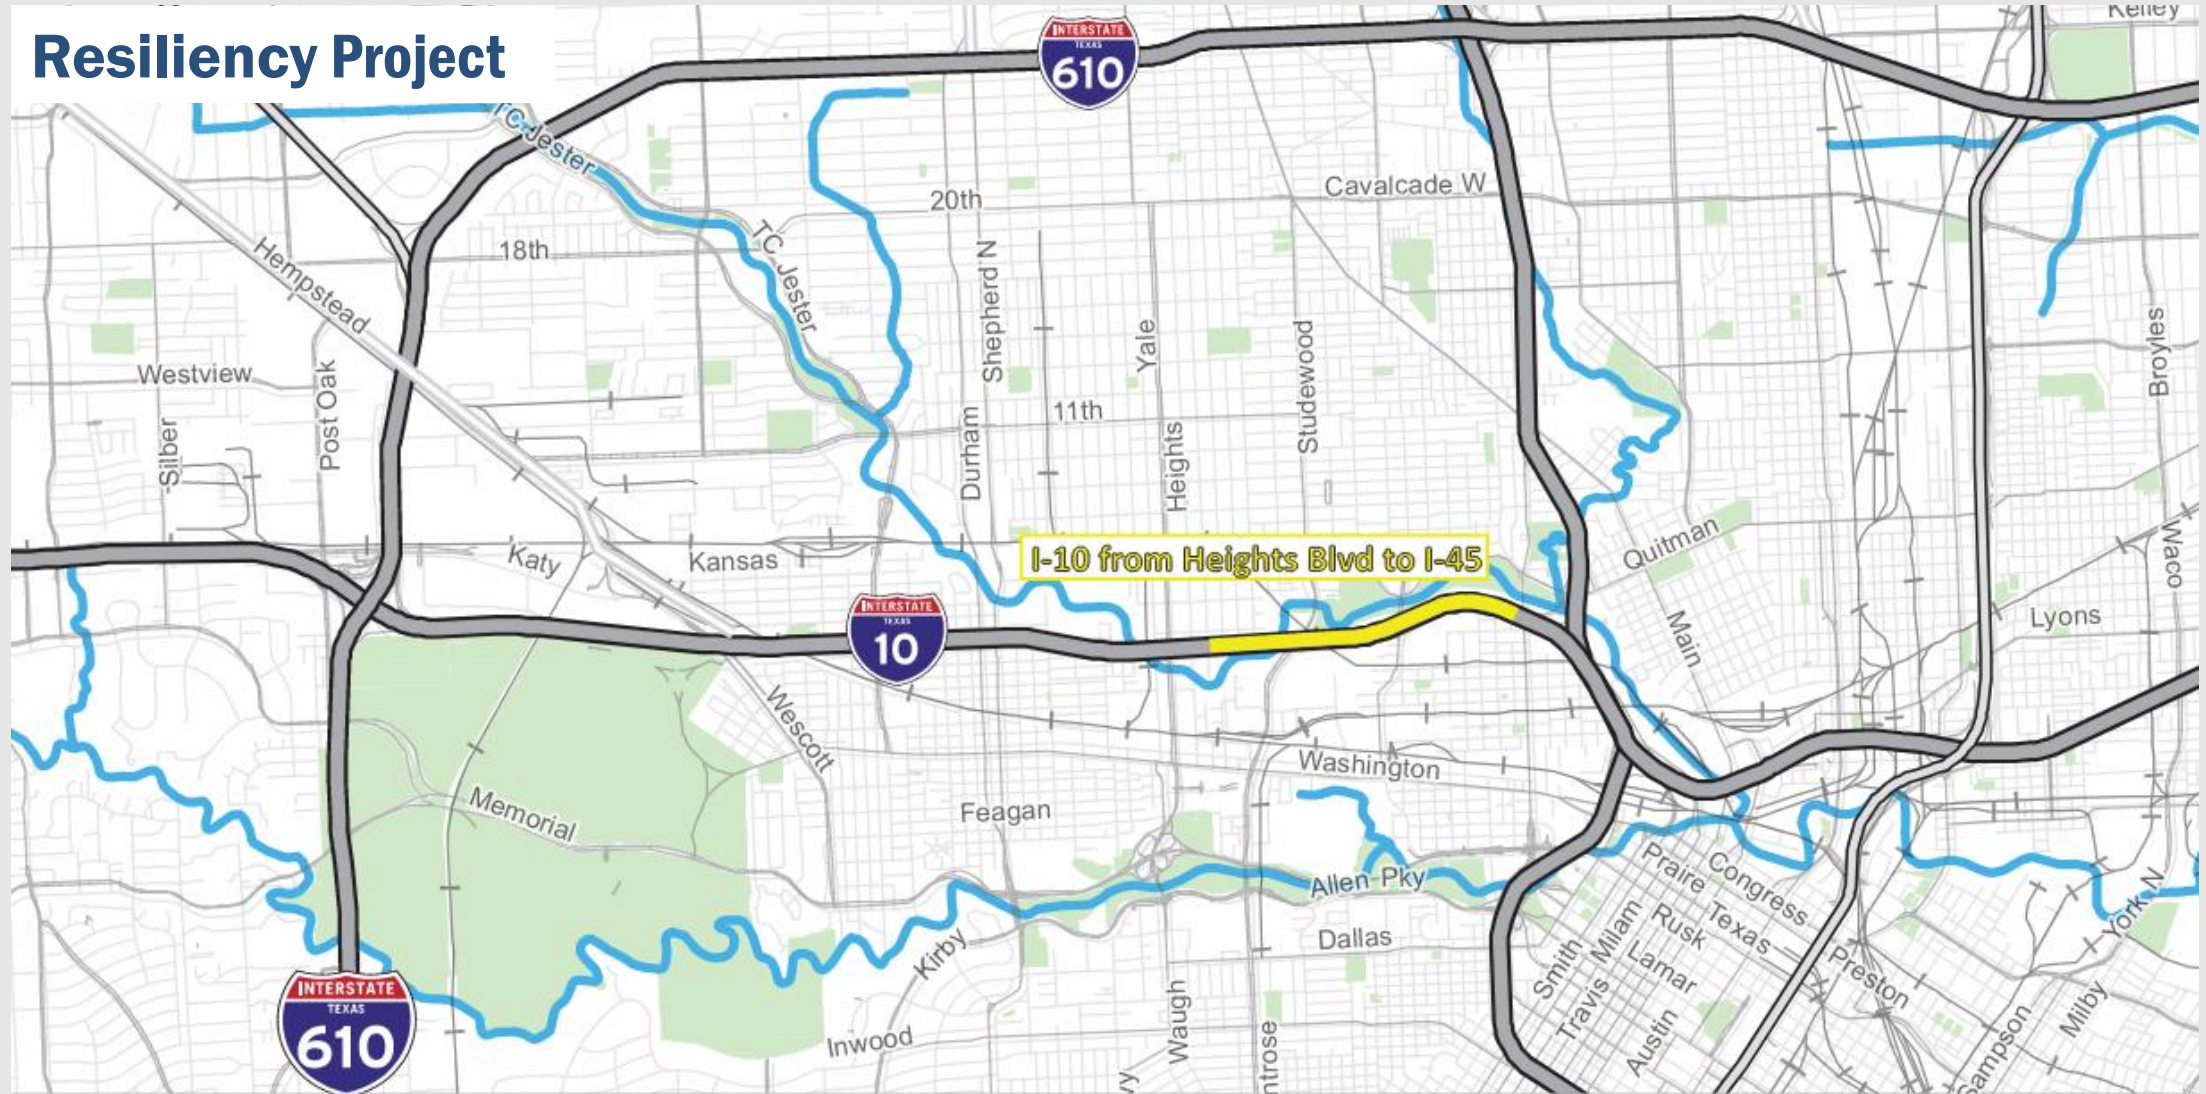 Resiliency Project
Kelley
INTERSTATE
TEXAS
610
TC Jester
20th
Cavalcade W
18th
TC Jester
Shepherd N
Hempstead
Westview
Post Oak
Silber
Yale
Studewood
Broyles
11th
Durham
Heights
I-10 from Heights Blvd to I-45
Katy
Kansas
Quitman
Waco
INTERSTATE
TEXAS
10
Main
Lyons
Wescott
Washington
Memorial
Feagan
Allen Pky
Praire
Congress
Texas
Rusk
Milam
Lamar
Smith
Travis
Austin
Preston
York N
Milby
Sampson
Dallas
Kirby
Waugh
ntrose
Inwood
INTERSTATE
TEXAS
610